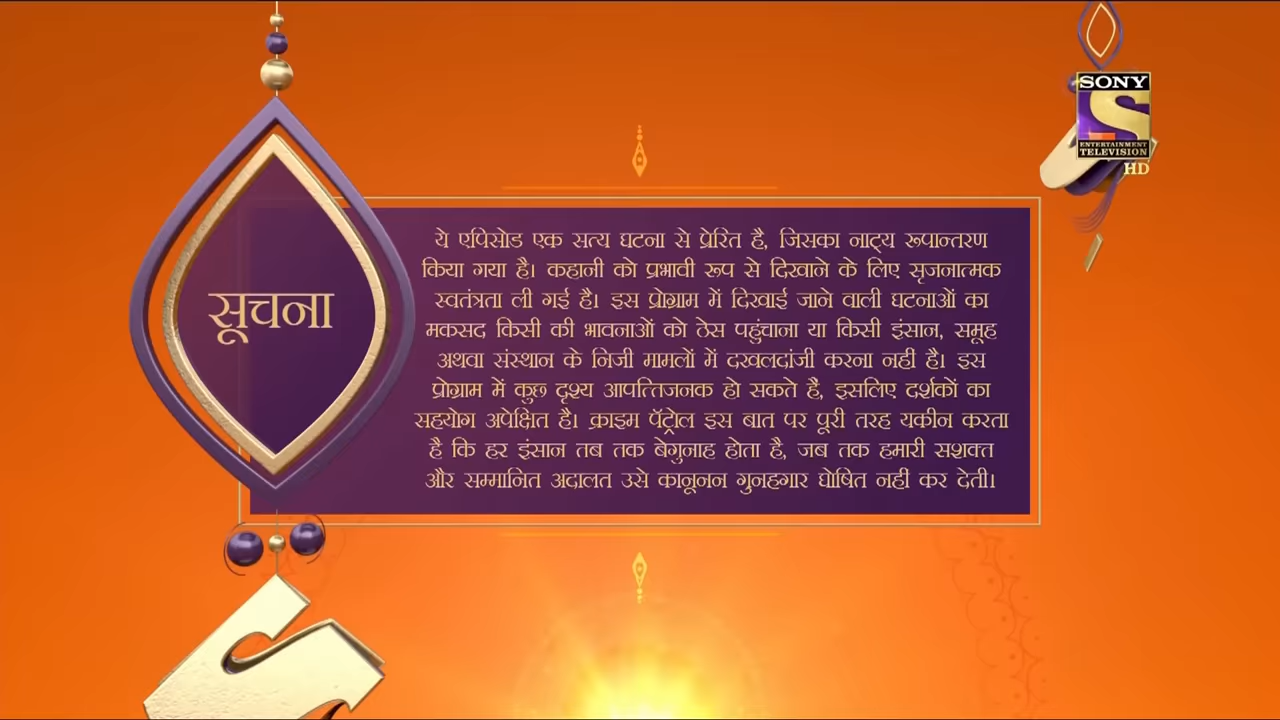 SONY
ENTERTAINMENT
TELEVISION
HD
सूचना
ये एपिसोड एक सत्य घटना से प्रेरित है, जिसका नाट्य रूपान्तरण
किया गया है। कहानी को प्रभावी रूप से दिखाने के लिए सृजनात्मक
स्वतंत्रता ली गई है। इस प्रोग्राम में दिखाई जाने वाली घटनाओं का
मकसद किसी की भावनाओं को ठेस पहुंचाना या किसी इंसान, समूह
अथवा संस्थान के निजी मामलों में दखलदांजी करना नहीं है। इस
प्रोग्राम में कुछ दृश्य आपत्तिजनक हो सकते हैं, इसलिए दर्शकों का
सहयोग अपेक्षित है। क्राइम पॅट्रोल इस बात पर पूरी तरह यकीन करता
है कि हर इंसान तब तक बेगुनाह होता है, जब तक हमारी सशक्त
और सम्मानित अदालत उसे कानूनन गुनहगार घोषित नहीं कर देती।